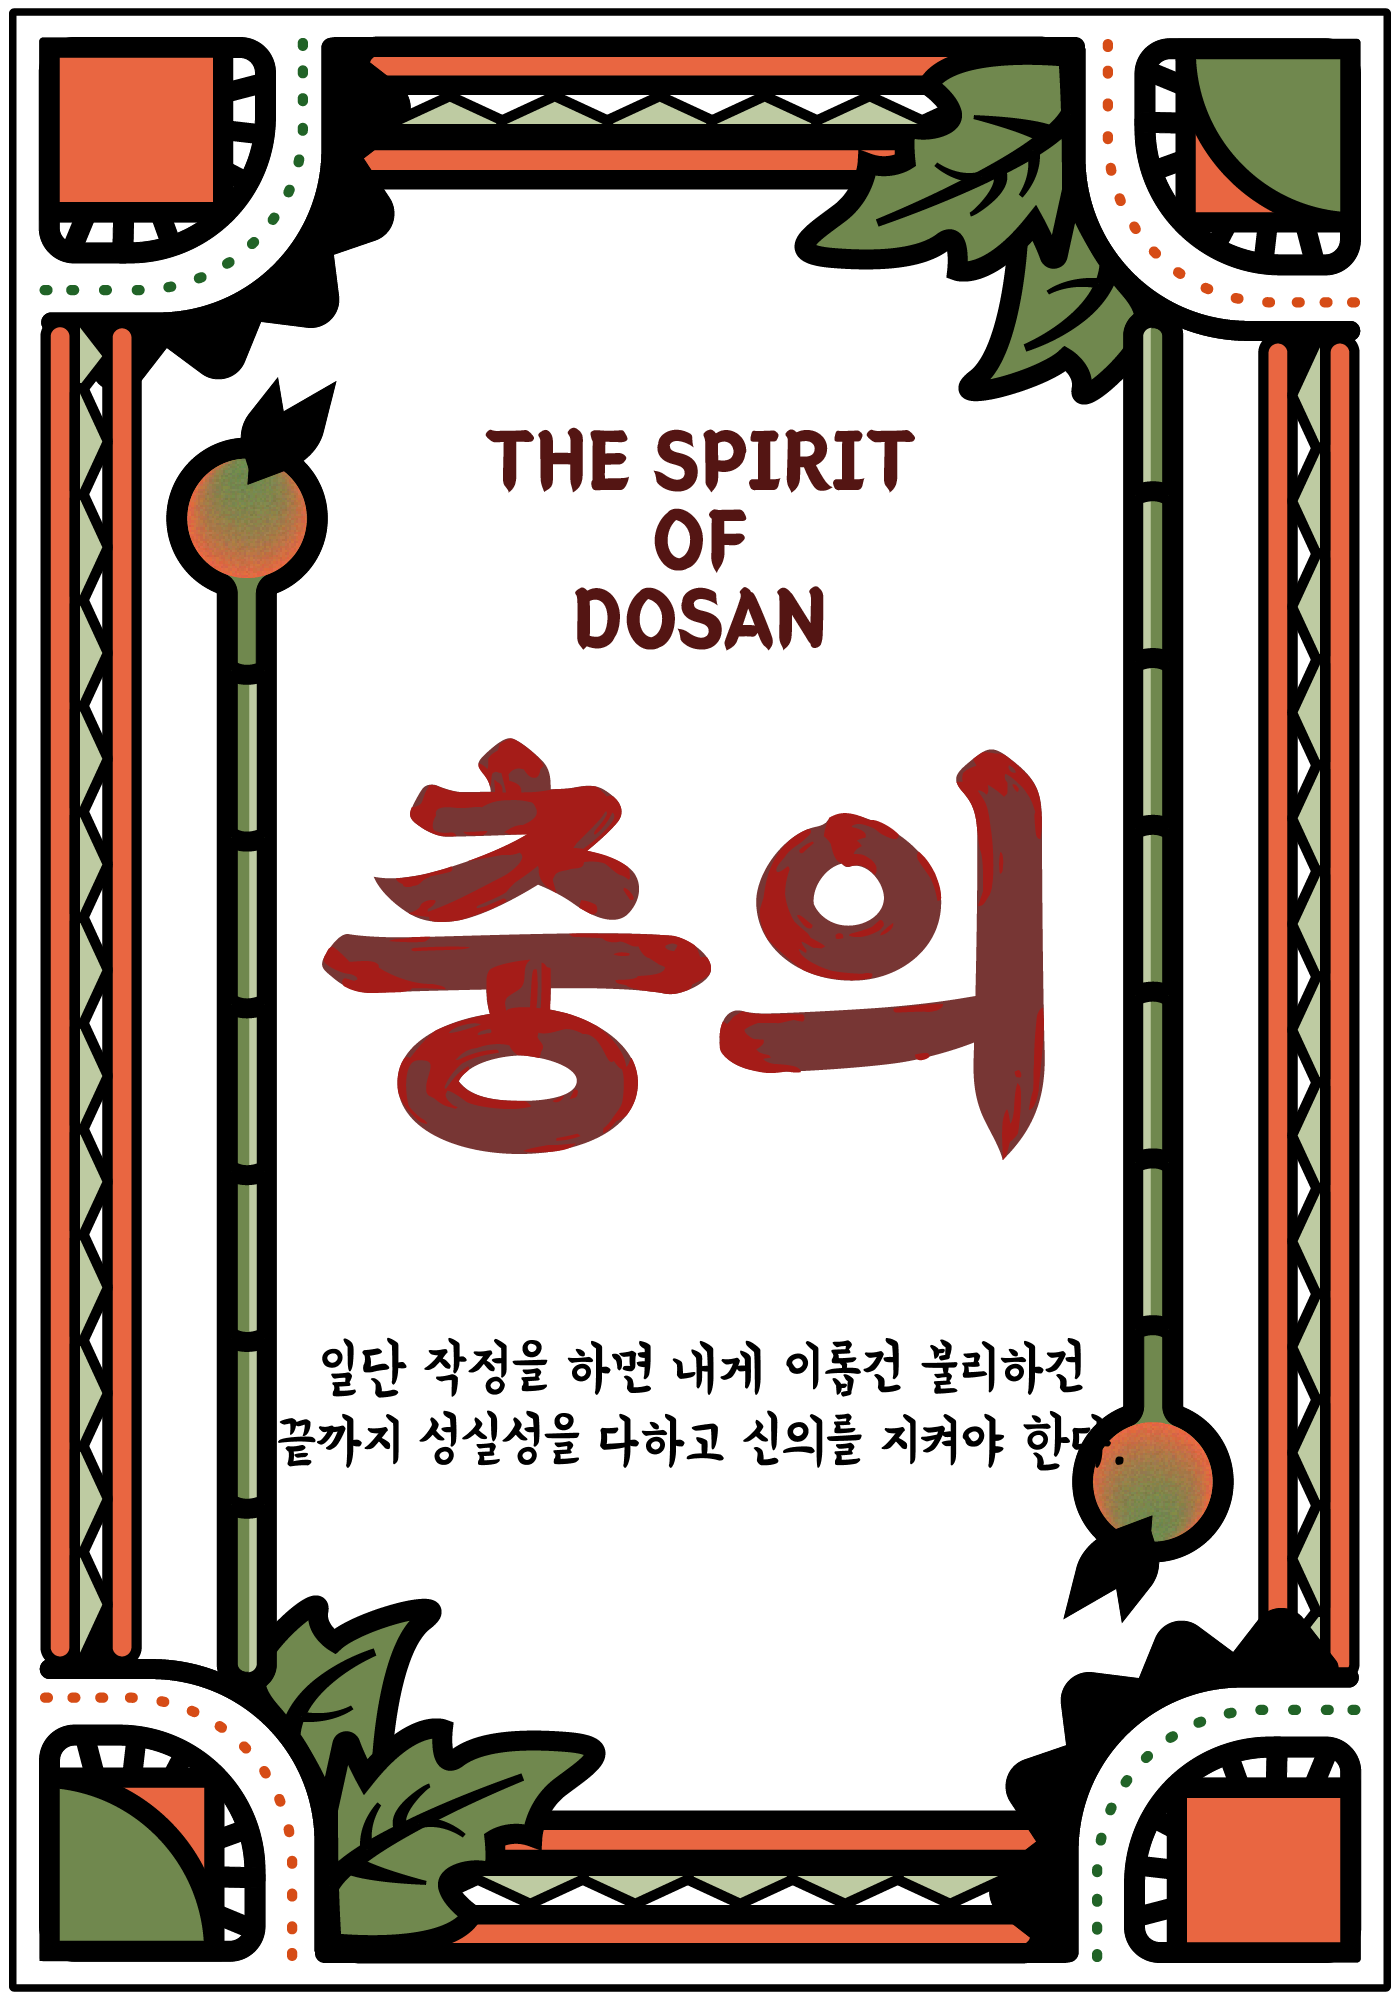 THE SPIRIT
OF
DOSAN
충의
일단 작정을 하면 내게 이롭건 불리하건
끝까지 성실성을 다하고 신의를 지켜야 한다.